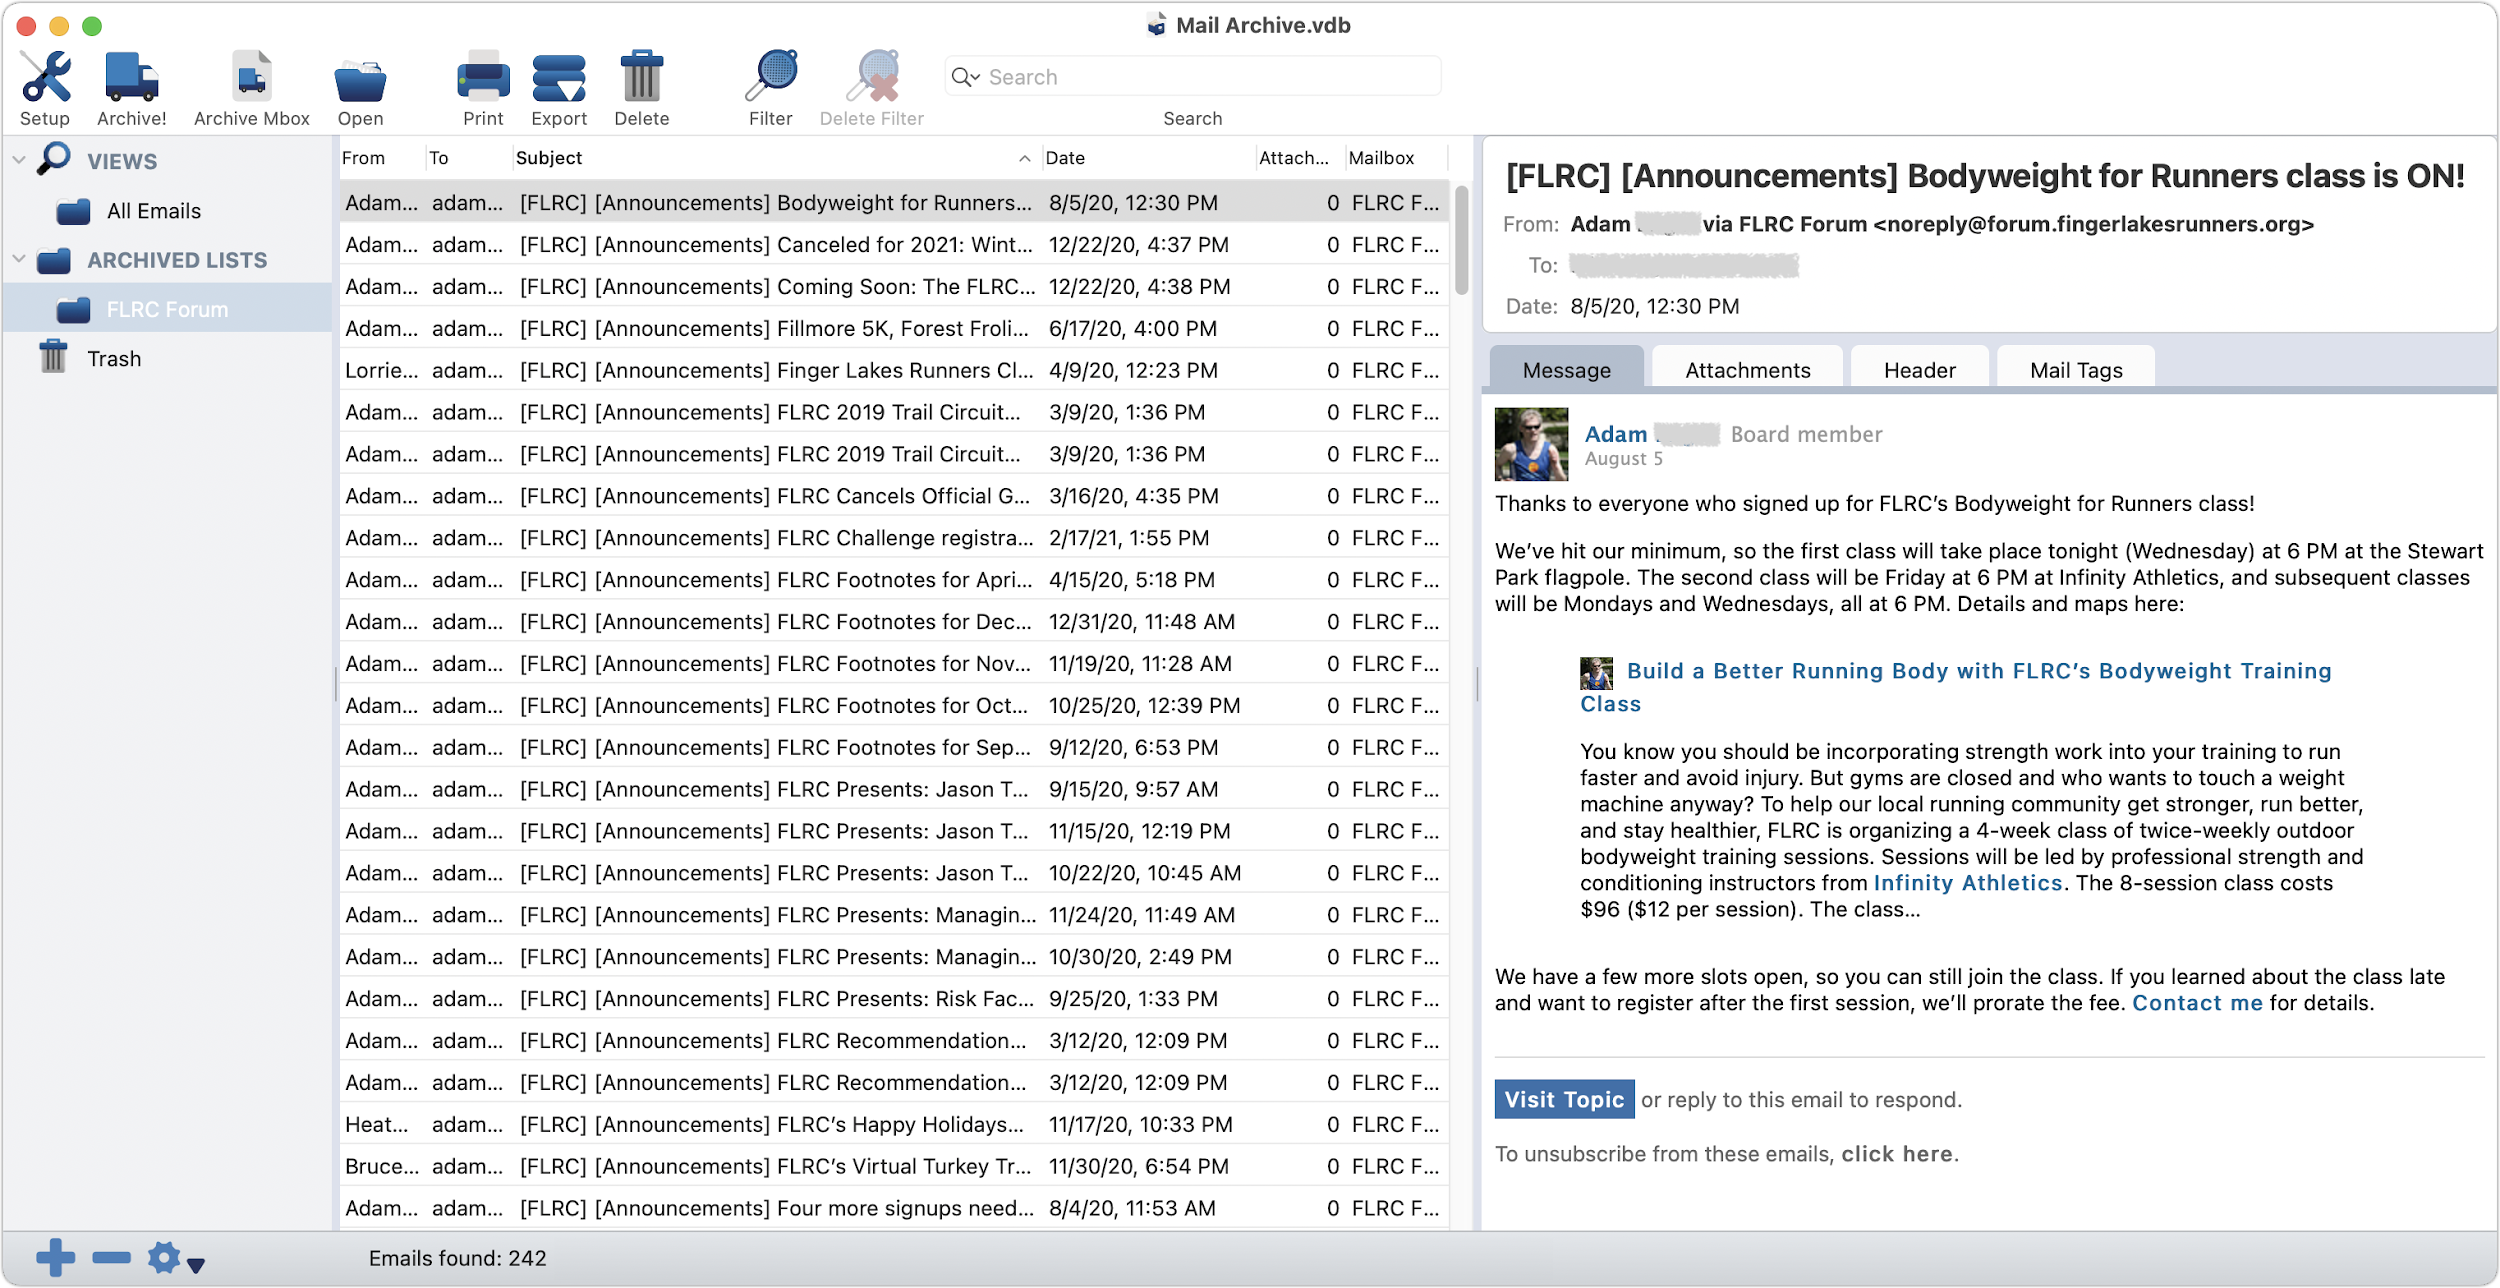 Mail Archive.vdb
Setup Archive! Archive Mbox Open Print Export Delete Filter Delete Filter Search
Search
VIEWS
All Emails
ARCHIVED LISTS
FLRC Forum
Trash
From To Subject Date Attach... Mailbox
Adam... adam... [FLRC] [Announcements] Bodyweight for Runners... 8/5/20, 12:30 PM 0 FLRC F...
Adam... adam... [FLRC] [Announcements] Canceled for 2021: Wint... 12/22/20, 4:37 PM 0 FLRC F...
Adam... adam... [FLRC] [Announcements] Coming Soon: The FLRC... 12/22/20, 4:38 PM 0 FLRC F...
Adam... adam... [FLRC] [Announcements] Fillmore 5K, Forest Froli... 6/17/20, 4:00 PM 0 FLRC F...
Lorrie... adam... [FLRC] [Announcements] Finger Lakes Runners Cl... 4/9/20, 12:23 PM 0 FLRC F...
Adam... adam... [FLRC] [Announcements] FLRC 2019 Trail Circuit... 3/9/20, 1:36 PM 0 FLRC F...
Adam... adam... [FLRC] [Announcements] FLRC 2019 Trail Circuit... 3/9/20, 1:36 PM 0 FLRC F...
Adam... adam... [FLRC] [Announcements] FLRC Cancels Official G... 3/16/20, 4:35 PM 0 FLRC F...
Adam... adam... [FLRC] [Announcements] FLRC Challenge registra... 2/17/21, 1:55 PM 0 FLRC F...
Adam... adam... [FLRC] [Announcements] FLRC Footnotes for Apri... 4/15/20, 5:18 PM 0 FLRC F...
Adam... adam... [FLRC] [Announcements] FLRC Footnotes for Dec... 12/31/20, 11:48 AM 0 FLRC F...
Adam... adam... [FLRC] [Announcements] FLRC Footnotes for Nov... 11/19/20, 11:28 AM 0 FLRC F...
Adam... adam... [FLRC] [Announcements] FLRC Footnotes for Oct... 10/25/20, 12:39 PM 0 FLRC F...
Adam... adam... [FLRC] [Announcements] FLRC Footnotes for Sep... 9/12/20, 6:53 PM 0 FLRC F...
Adam... adam... [FLRC] [Announcements] FLRC Presents: Jason T... 9/15/20, 9:57 AM 0 FLRC F...
Adam... adam... [FLRC] [Announcements] FLRC Presents: Jason T... 11/15/20, 12:19 PM 0 FLRC F...
Adam... adam... [FLRC] [Announcements] FLRC Presents: Jason T... 10/22/20, 10:45 AM 0 FLRC F...
Adam... adam... [FLRC] [Announcements] FLRC Presents: Managin... 11/24/20, 11:49 AM 0 FLRC F...
Adam... adam... [FLRC] [Announcements] FLRC Presents: Managin... 10/30/20, 2:49 PM 0 FLRC F...
Adam... adam... [FLRC] [Announcements] FLRC Presents: Risk Fac... 9/25/20, 1:33 PM 0 FLRC F...
Adam... adam... [FLRC] [Announcements] FLRC Recommendation... 3/12/20, 12:09 PM 0 FLRC F...
Adam... adam... [FLRC] [Announcements] FLRC Recommendation... 3/12/20, 12:09 PM 0 FLRC F...
Heat... adam... [FLRC] [Announcements] FLRC’s Happy Holidays... 11/17/20, 10:33 PM 0 FLRC F...
Bruce... adam... [FLRC] [Announcements] FLRC’s Virtual Turkey Tr... 11/30/20, 6:54 PM 0 FLRC F...
Adam... adam... [FLRC] [Announcements] Four more signups need... 8/4/20, 11:53 AM 0 FLRC F...
Emails found: 242
[FLRC] [Announcements] Bodyweight for Runners class is ON!
From: Adam via FLRC Forum <noreply@forum.fingerlakesrunners.org>
To:
Date: 8/5/20, 12:30 PM
Message Attachments Header Mail Tags
Adam Board member
August 5
Thanks to everyone who signed up for FLRC’s Bodyweight for Runners class!
We’ve hit our minimum, so the first class will take place tonight (Wednesday) at 6 PM at the Stewart
Park flagpole. The second class will be Friday at 6 PM at Infinity Athletics, and subsequent classes
will be Mondays and Wednesdays, all at 6 PM. Details and maps here:
Build a Better Running Body with FLRC’s Bodyweight Training
Class
You know you should be incorporating strength work into your training to run
faster and avoid injury. But gyms are closed and who wants to touch a weight
machine anyway? To help our local running community get stronger, run better,
and stay healthier, FLRC is organizing a 4-week class of twice-weekly outdoor
bodyweight training sessions. Sessions will be led by professional strength and
conditioning instructors from Infinity Athletics. The 8-session class costs
$96 ($12 per session). The class...
We have a few more slots open, so you can still join the class. If you learned about the class late
and want to register after the first session, we’ll prorate the fee. Contact me for details.
Visit Topic or reply to this email to respond.
To unsubscribe from these emails, click here.